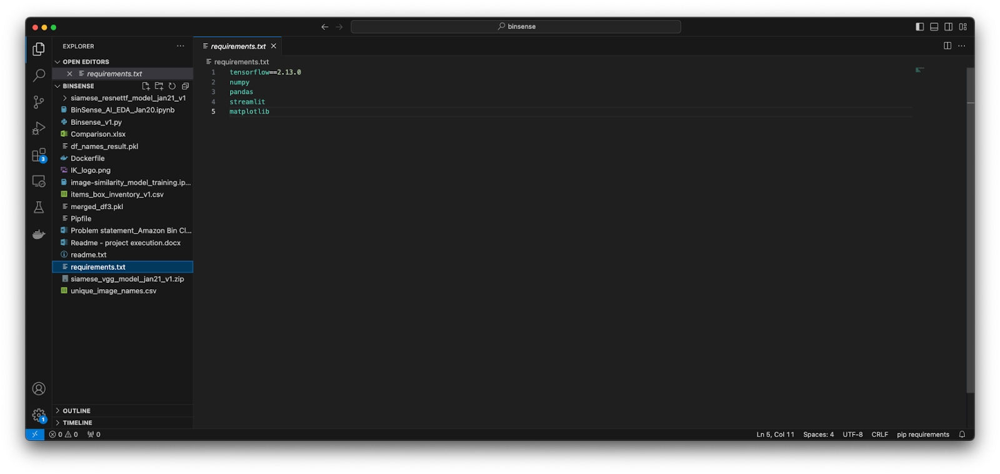 binsense
EXPLORER
requirements.txt
OPEN EDITORS
requirements.txt
requirements.txt
BINSENSE
1 tensorflow==2.13.0
2 numpy
3 pandas
4 streamlit
5 matplotlib
siamese_resnettf_model_jan21_v1
BinSense_AI_EDA_Jan20.ipynb
Binsense_v1.py
Comparison.xlsx
df_names_result.pkl
Dockerfile
IK_logo.png
image-similarity_model_training.ip...
items_box_inventory_v1.csv
merged_df3.pkl
Pipfile
Problem statement_Amazon Bin Cl...
Readme - project execution.docx
readme.txt
requirements.txt
siamese_vgg_model_jan21_v1.zip
unique_image_names.csv
3
OUTLINE
TIMELINE
1
0 0 0
Ln 5, Col 11 Spaces: 4 UTF-8 CRLF pip requirements